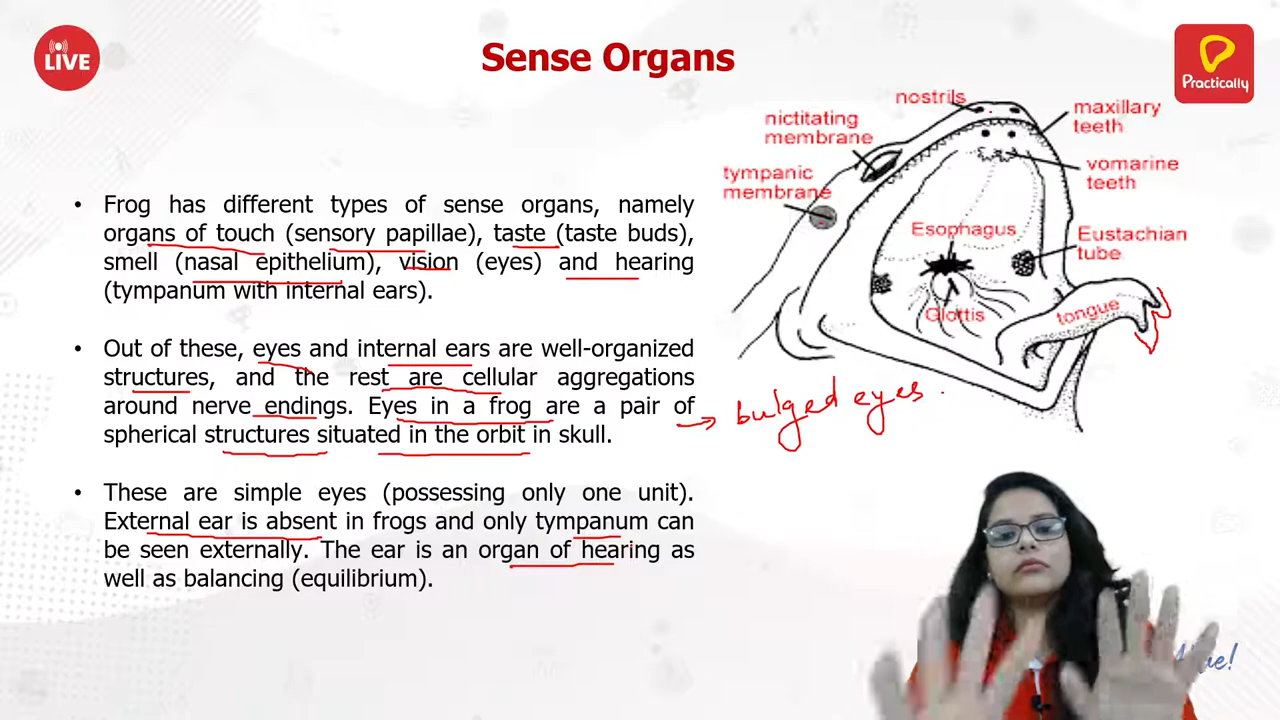 LIVE
Sense Organs
Practically
nostrils
maxillary
teeth
nictitating
membrane
vomarine
teeth
tympanic
membrane
Esophagus
Eustachian
tube
Glottis
tongue
• Frog has different types of sense organs, namely
organs of touch (sensory papillae), taste (taste buds),
smell (nasal epithelium), vision (eyes) and hearing
(tympanum with internal ears).
• Out of these, eyes and internal ears are well-organized
structures, and the rest are cellular aggregations
around nerve endings. Eyes in a frog are a pair of
spherical structures situated in the orbit in skull.
→ bulged eyes.
• These are simple eyes (possessing only one unit).
External ear is absent in frogs and only tympanum can
be seen externally. The ear is an organ of hearing as
well as balancing (equilibrium).